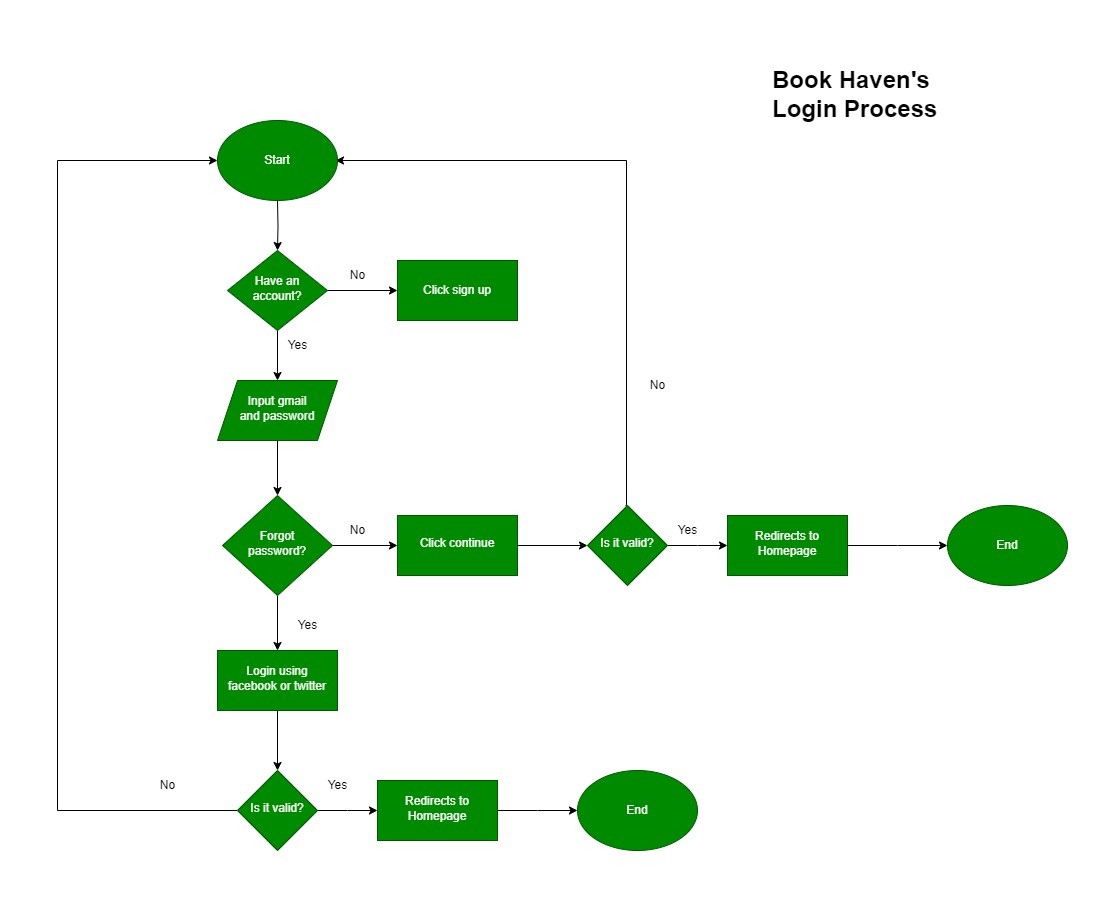 Book Haven's
Login Process
Start
Have an
account?
No
Click sign up
Yes
Input gmail
and password
No
Forgot
password?
No
Click continue
Is it valid?
Yes
Redirects to
Homepage
End
Yes
Login using
facebook or twitter
No
Is it valid?
Yes
Redirects to
Homepage
End